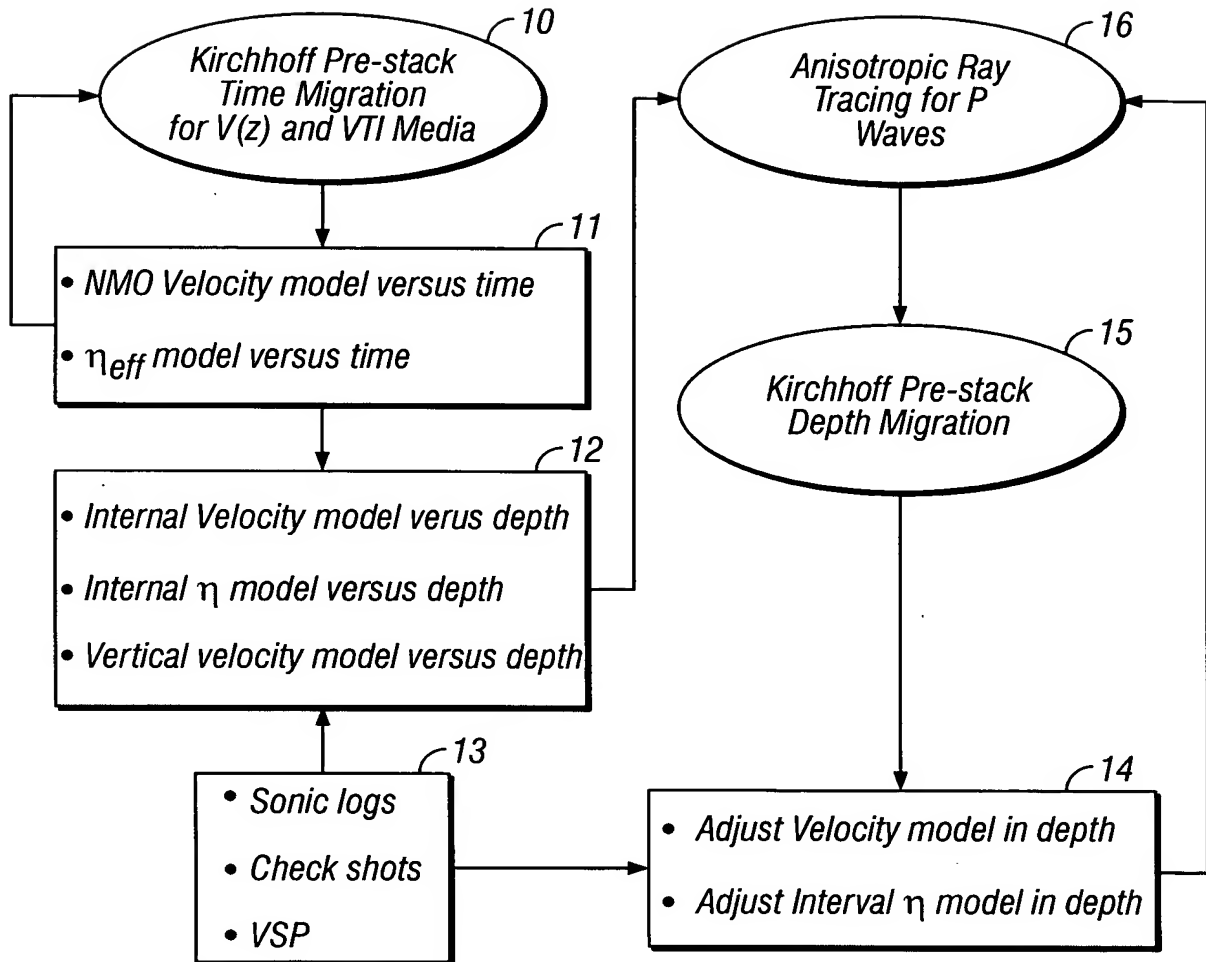 10
Kirchhoff Pre-stack
Time Migration
for V(z) and VTI Media
11
• NMO Velocity model versus time
• ηeff model versus time
12
• Internal Velocity model verus depth
• Internal η model versus depth
• Vertical velocity model versus depth
13
• Sonic logs
• Check shots
• VSP
16
Anisotropic Ray
Tracing for P
Waves
15
Kirchhoff Pre-stack
Depth Migration
14
• Adjust Velocity model in depth
• Adjust Interval η model in depth